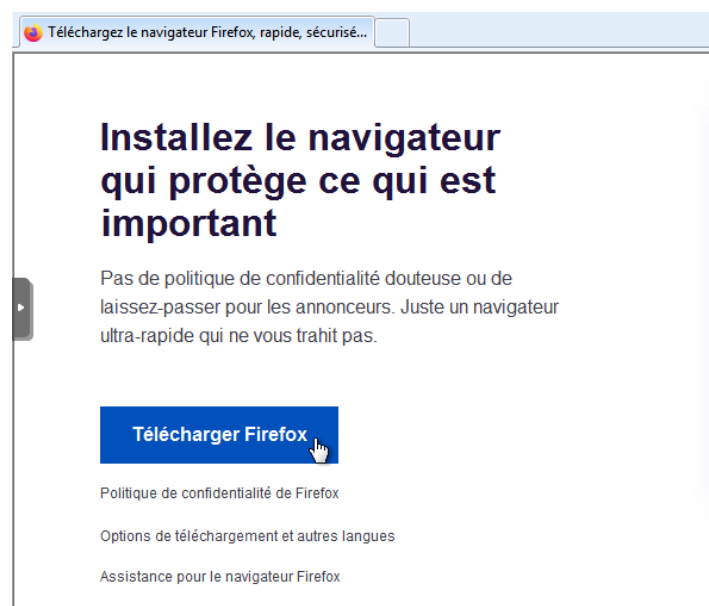 Téléchargez le navigateur Firefox, rapide, sécurisé...
Installez le navigateur
qui protège ce qui est
important
Pas de politique de confidentialité douteuse ou de
laissez-passer pour les annonceurs. Juste un navigateur
ultra-rapide qui ne vous trahit pas.
Télécharger Firefox
Politique de confidentialité de Firefox
Options de téléchargement et autres langues
Assistance pour le navigateur Firefox